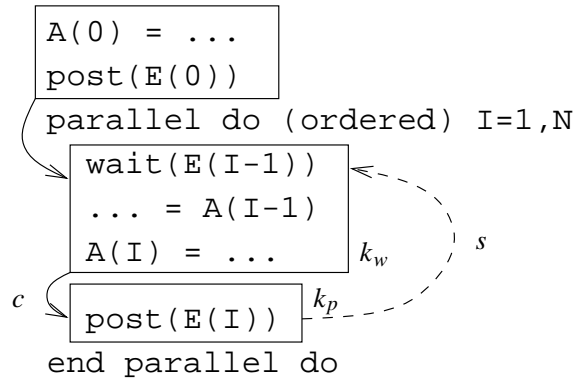 A(0) = ...
post(E(0))
parallel do (ordered) I=1,N
wait(E(I-1))
... = A(I-1)
A(I) = ...
k_w
s
c
post(E(I))
k_p
end parallel do